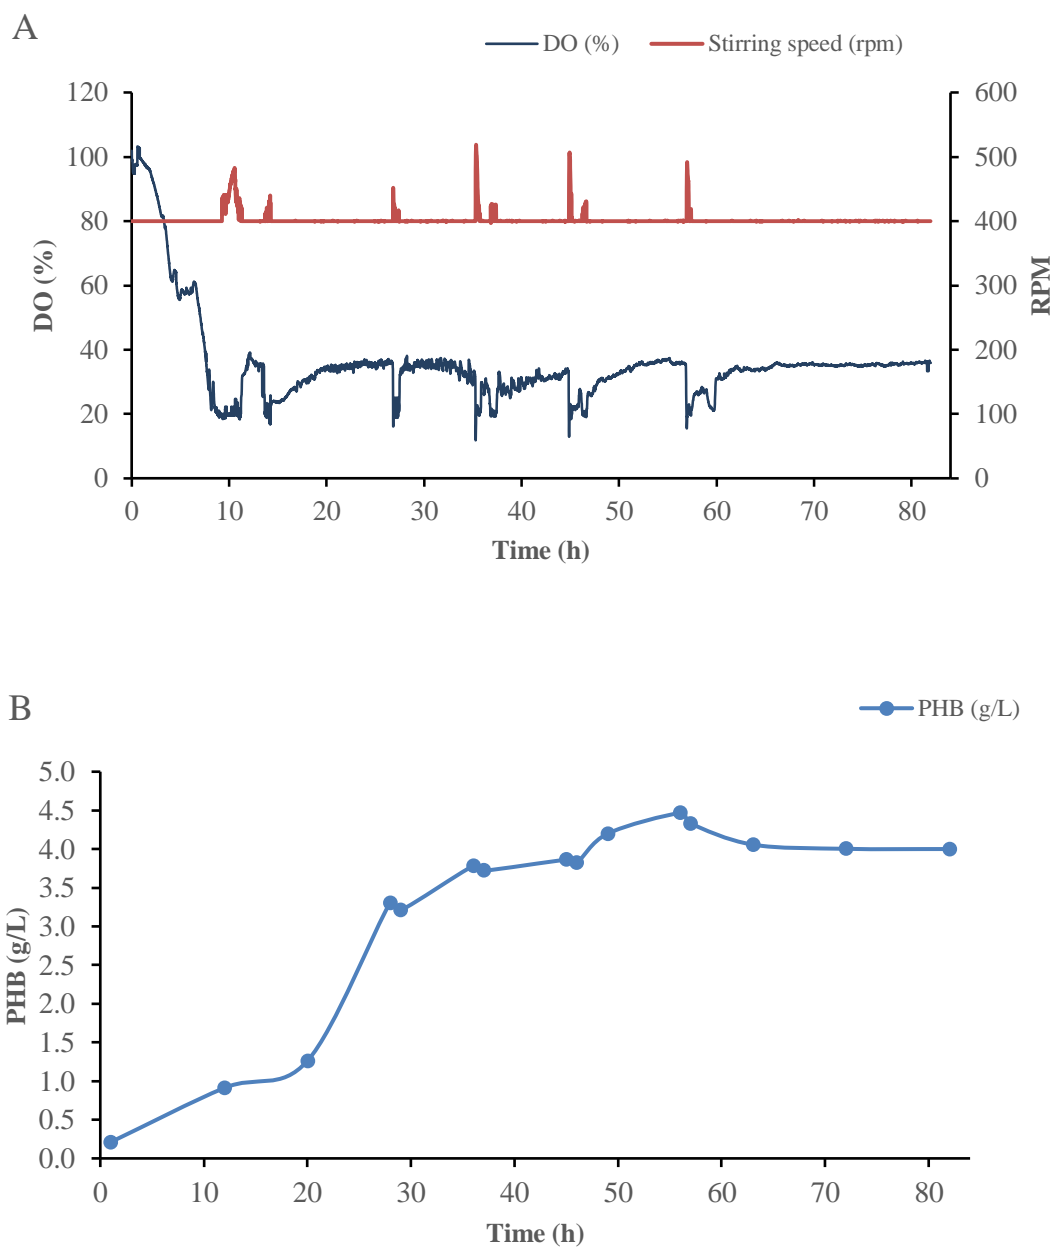 A
DO (%) Stirring speed (rpm)
120 600
100 500
80 400
60 300
40 200
20 100
0 0
DO (%)
RPM
0 10 20 30 40 50 60 70 80
Time (h)
B
PHB (g/L)
5.0
4.5
4.0
3.5
3.0
2.5
2.0
1.5
1.0
0.5
0.0
PHB (g/L)
0 10 20 30 40 50 60 70 80
Time (h)